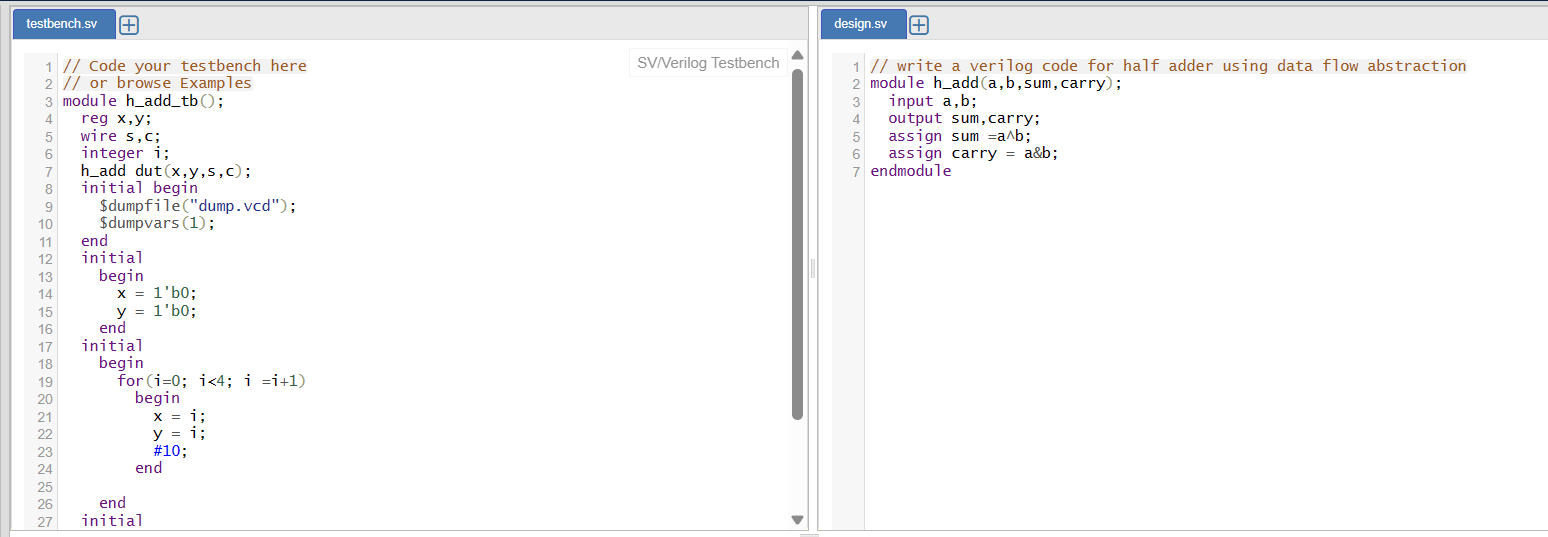 testbench.sv
SV/Verilog Testbench
1 // Code your testbench here
2 // or browse Examples
3 module h_add_tb();
4   reg x,y;
5   wire s,c;
6   integer i;
7   h_add dut(x,y,s,c);
8   initial begin
9     $dumpfile("dump.vcd");
10     $dumpvars(1);
11   end
12   initial
13     begin
14       x = 1'b0;
15       y = 1'b0;
16     end
17   initial
18     begin
19       for(i=0; i<4; i =i+1)
20         begin
21           x = i;
22           y = i;
23           #10;
24         end
25
26     end
27   initial
design.sv
1 // write a verilog code for half adder using data flow abstraction
2 module h_add(a,b,sum,carry);
3   input a,b;
4   output sum,carry;
5   assign sum =a^b;
6   assign carry = a&b;
7 endmodule